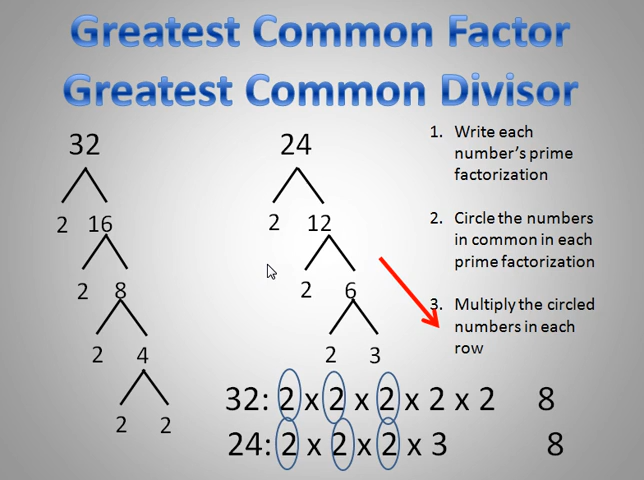 Greatest Common Factor
Greatest Common Divisor
32
2 16
2 8
2 4
2 2
24
2 12
2 6
2 3
1. Write each
number's prime
factorization
2. Circle the numbers
in common in each
prime factorization
3. Multiply the circled
numbers in each
row
32: 2 x 2 x 2 x 2 x 2 8
24: 2 x 2 x 2 x 3 8